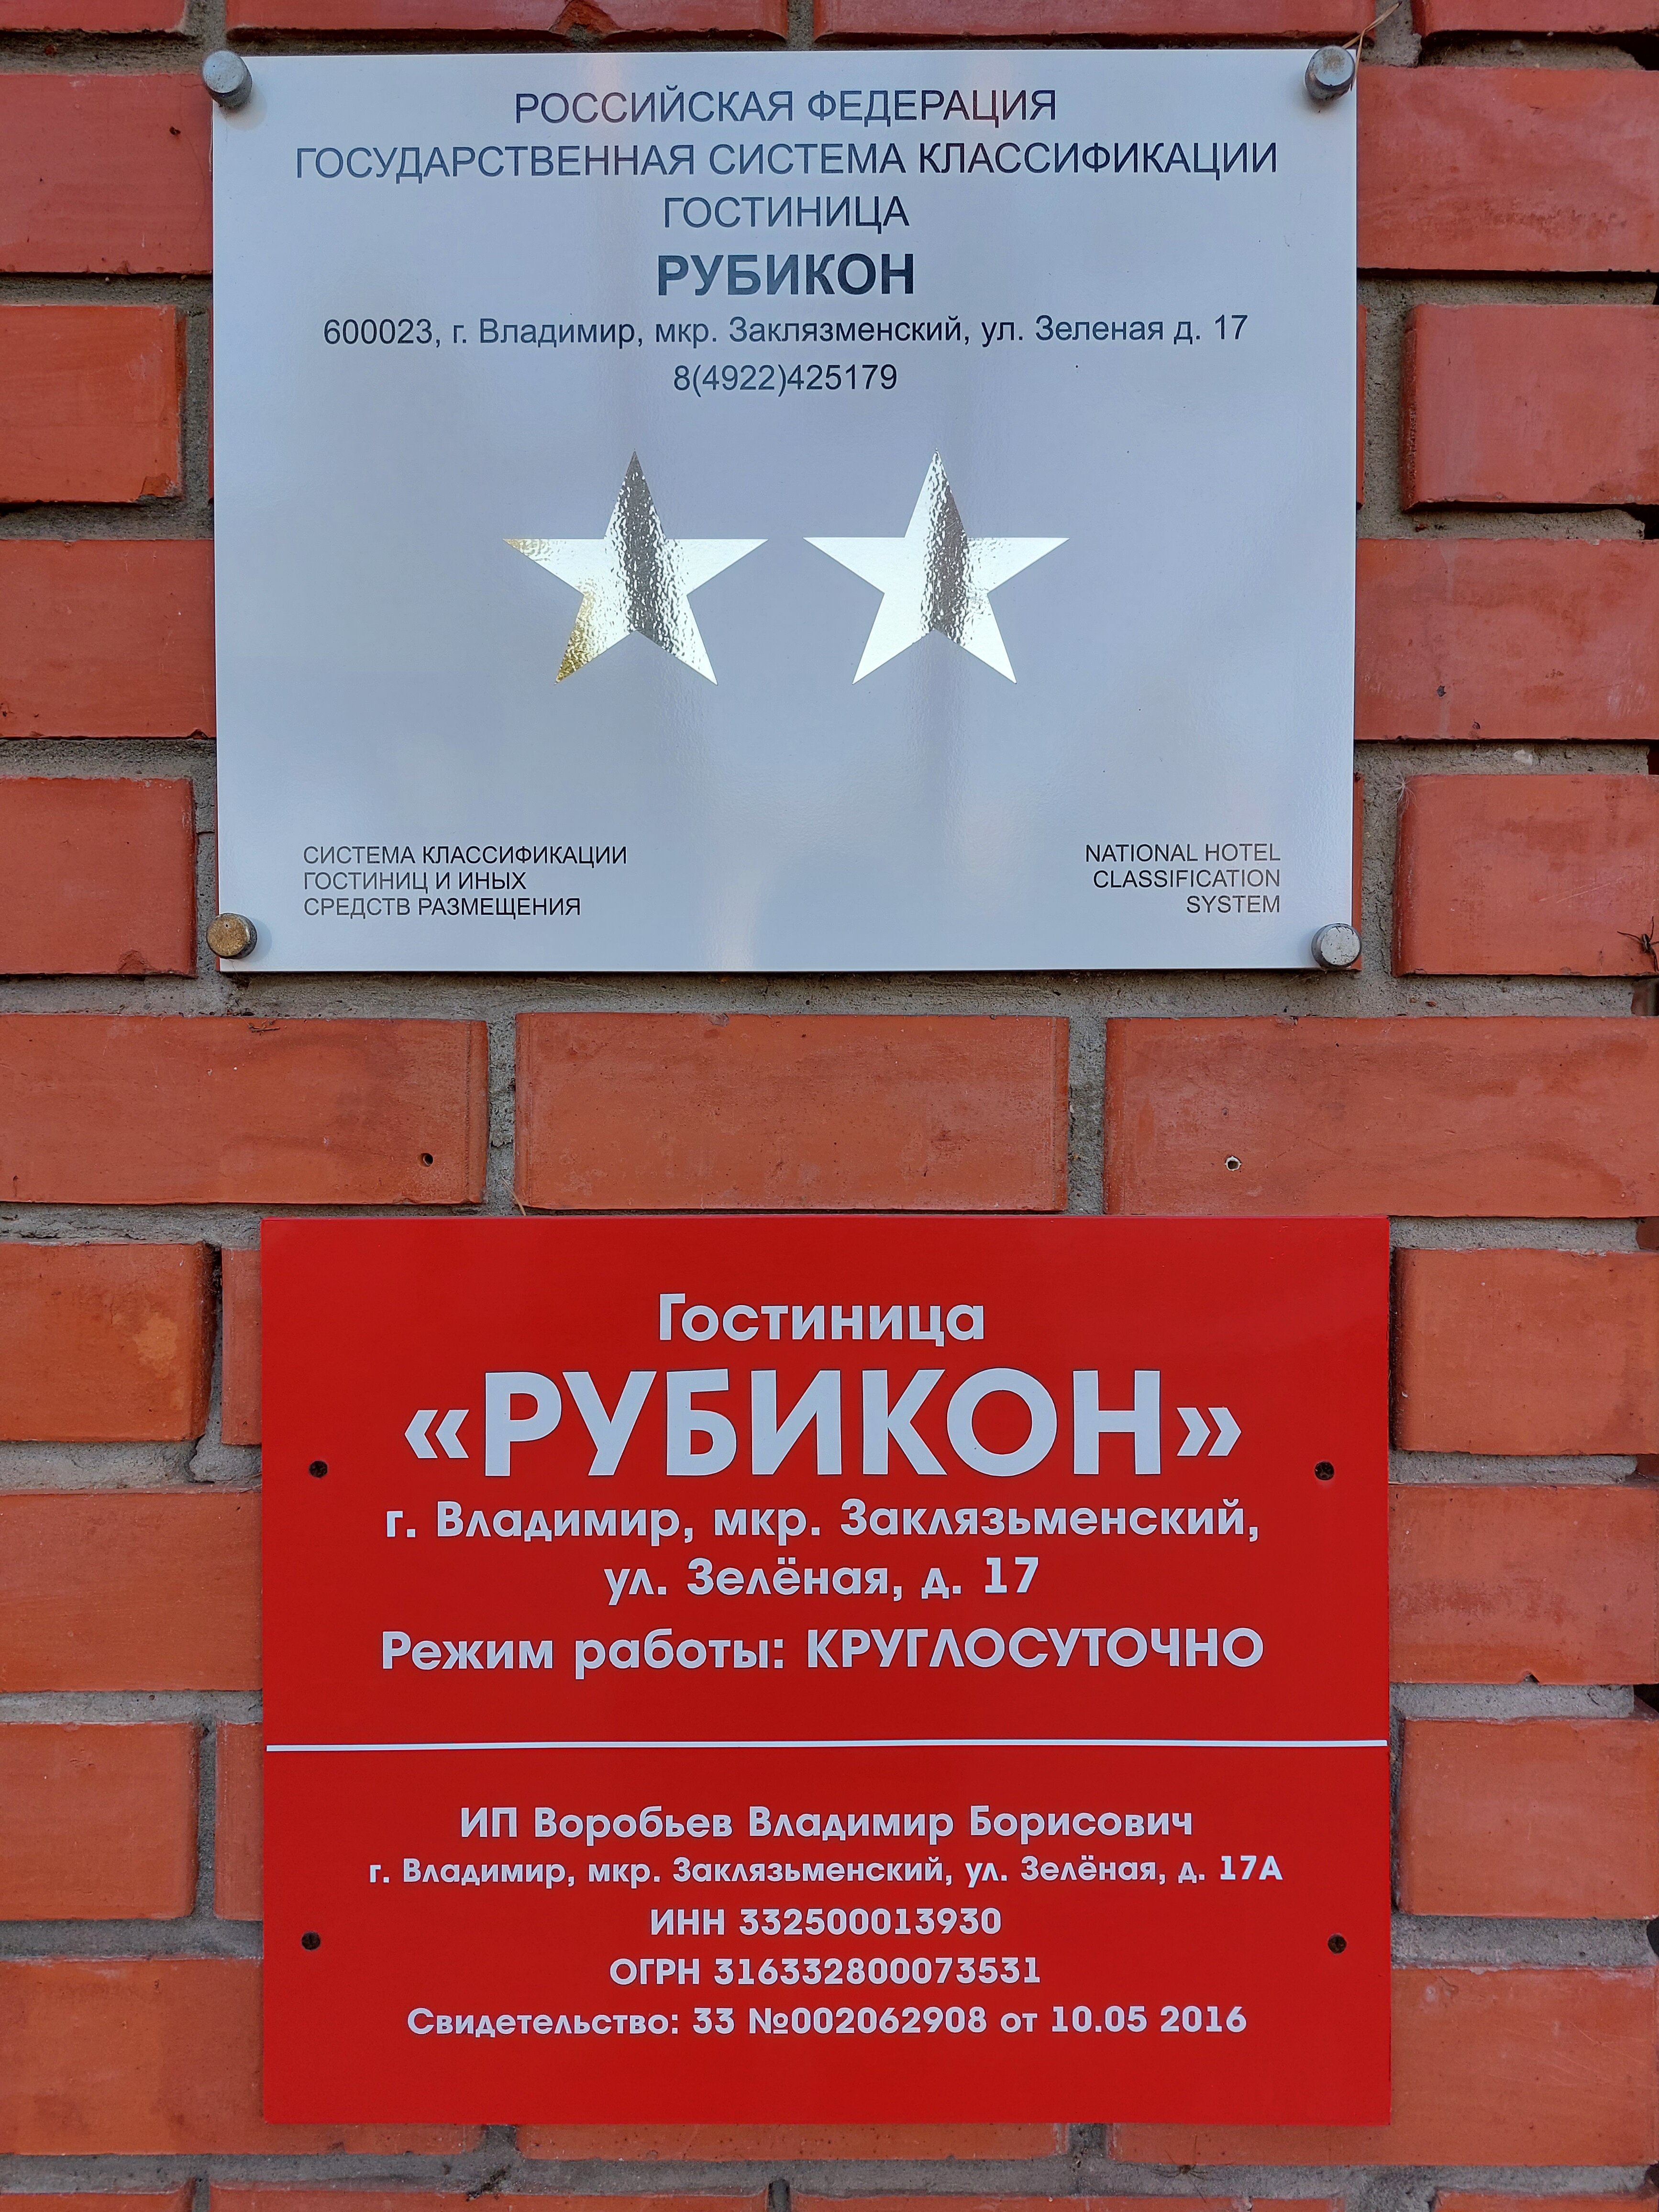 РОССИЙСКАЯ ФЕДЕРАЦИЯ
ГОСУДАРСТВЕННАЯ СИСТЕМА КЛАССИФИКАЦИИ
ГОСТИНИЦА
РУБИКОН
600023, г. Владимир, мкр. Заклязменский, ул. Зеленая д. 17
8(4922)425179
СИСТЕМА КЛАССИФИКАЦИИ
ГОСТИНИЦ И ИНЫХ
СРЕДСТВ РАЗМЕЩЕНИЯ
NATIONAL HOTEL
CLASSIFICATION
SYSTEM
Гостиница
«РУБИКОН»
г. Владимир, мкр. Заклязьменский,
ул. Зелёная, д. 17
Режим работы: КРУГЛОСУТОЧНО
ИП Воробьев Владимир Борисович
г. Владимир, мкр. Заклязьменский, ул. Зелёная, д. 17А
ИНН 332500013930
ОГРН 316332800073531
Свидетельство: 33 №002062908 от 10.05 2016